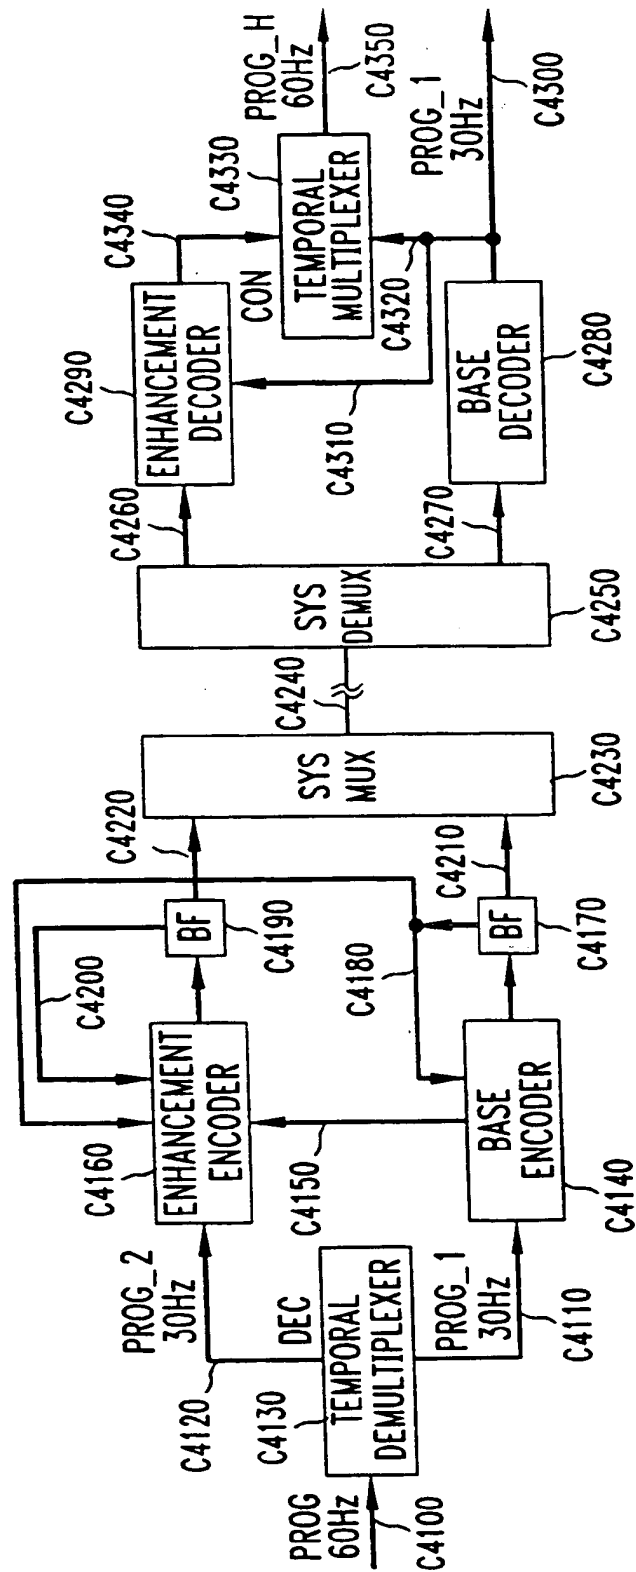 PROG
60Hz
C4100
C4130
TEMPORAL
DEMULTIPLEXER
DEC
C4120
PROG_2
30Hz
PROG_1
30Hz
C4110
C4160
ENHANCEMENT
ENCODER
C4150
BASE
ENCODER
C4140
C4200
C4180
BF
C4190
BF
C4170
C4220
C4210
SYS
MUX
C4230
C4240
SYS
DEMUX
C4250
C4260
C4270
C4290
ENHANCEMENT
DECODER
C4310
BASE
DECODER
C4280
C4340
CON
C4320
TEMPORAL
MULTIPLEXER
C4330
PROG_H
60Hz
C4350
PROG_1
30Hz
C4300